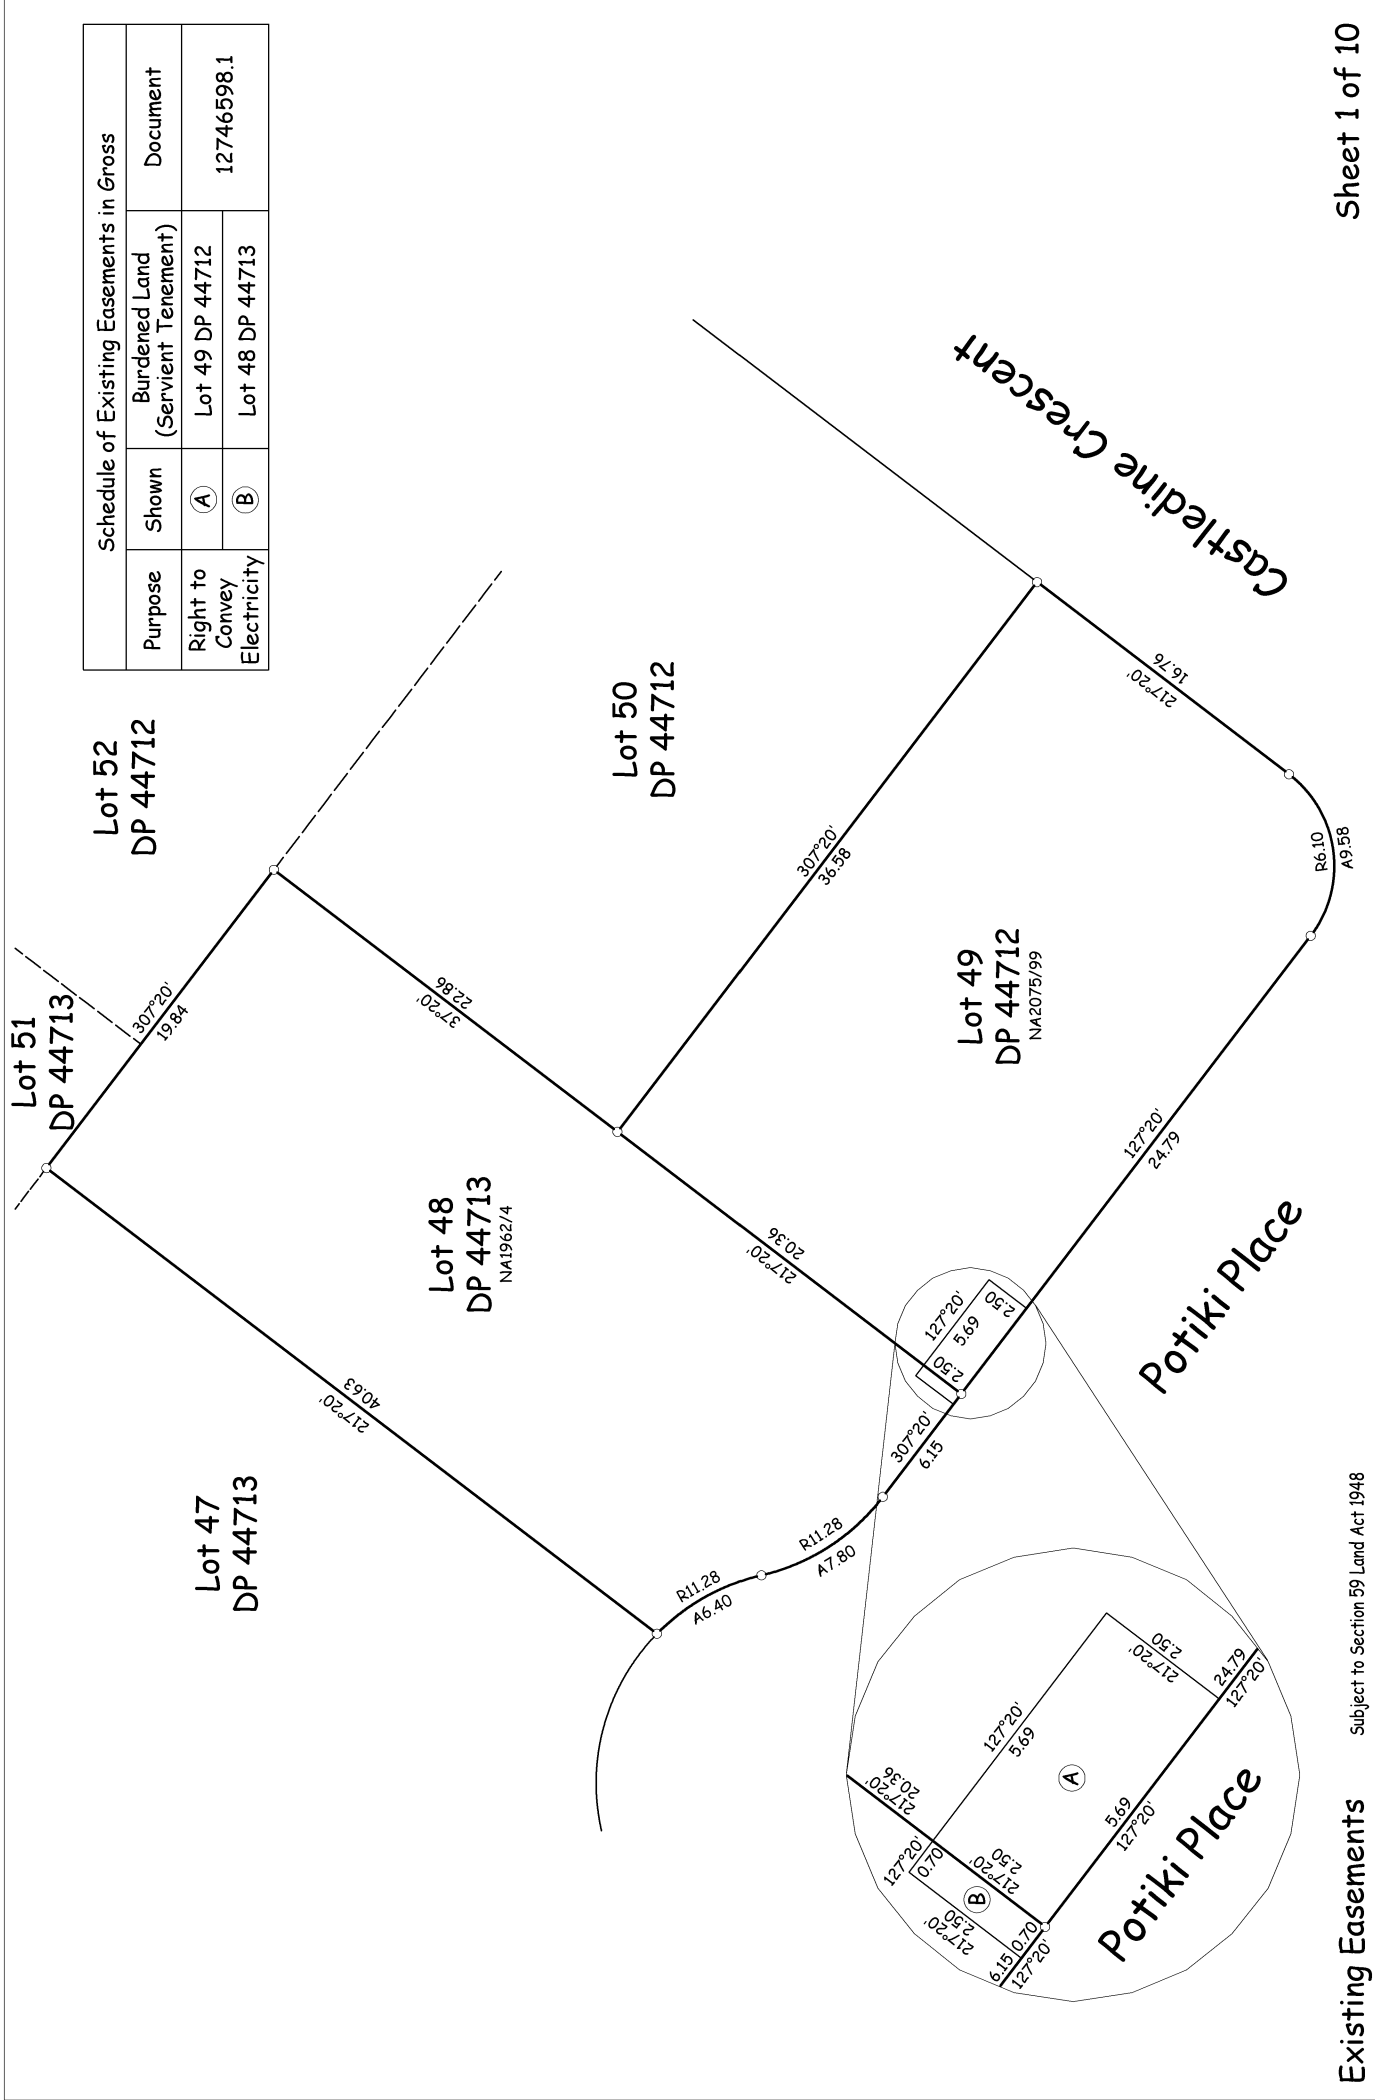 Schedule of Existing Easements in Gross
Purpose
Shown
Burdened Land
(Servient Tenement)
Document
Right to
Convey
Electricity
A
Lot 49 DP 44712
B
Lot 48 DP 44713
12746598.1
Lot 51
DP 44713
Lot 52
DP 44712
307°20'
19.84
Lot 47
DP 44713
217°20'
40.63
Lot 48
DP 44713
NA1962/4
37°20'
22.86
Lot 50
DP 44712
307°20'
36.58
217°20'
20.36
Lot 49
DP 44712
NA2075/99
217°20'
16.76
Castledine Crescent
R6.10
A9.58
127°20'
24.79
R11.28
A6.40
R11.28
A7.80
307°20'
6.15
2.50
127°20'
5.69
2.50
Potiki Place
217°20'
20.36
127°20'
0.70
127°20'
5.69
217°20'
2.50
B
217°20'
2.50
A
217°20'
2.50
6.15
0.70
127°20'
5.69
127°20'
24.79
127°20'
Potiki Place
Existing Easements
Subject to Section 59 Land Act 1948
Sheet 1 of 10